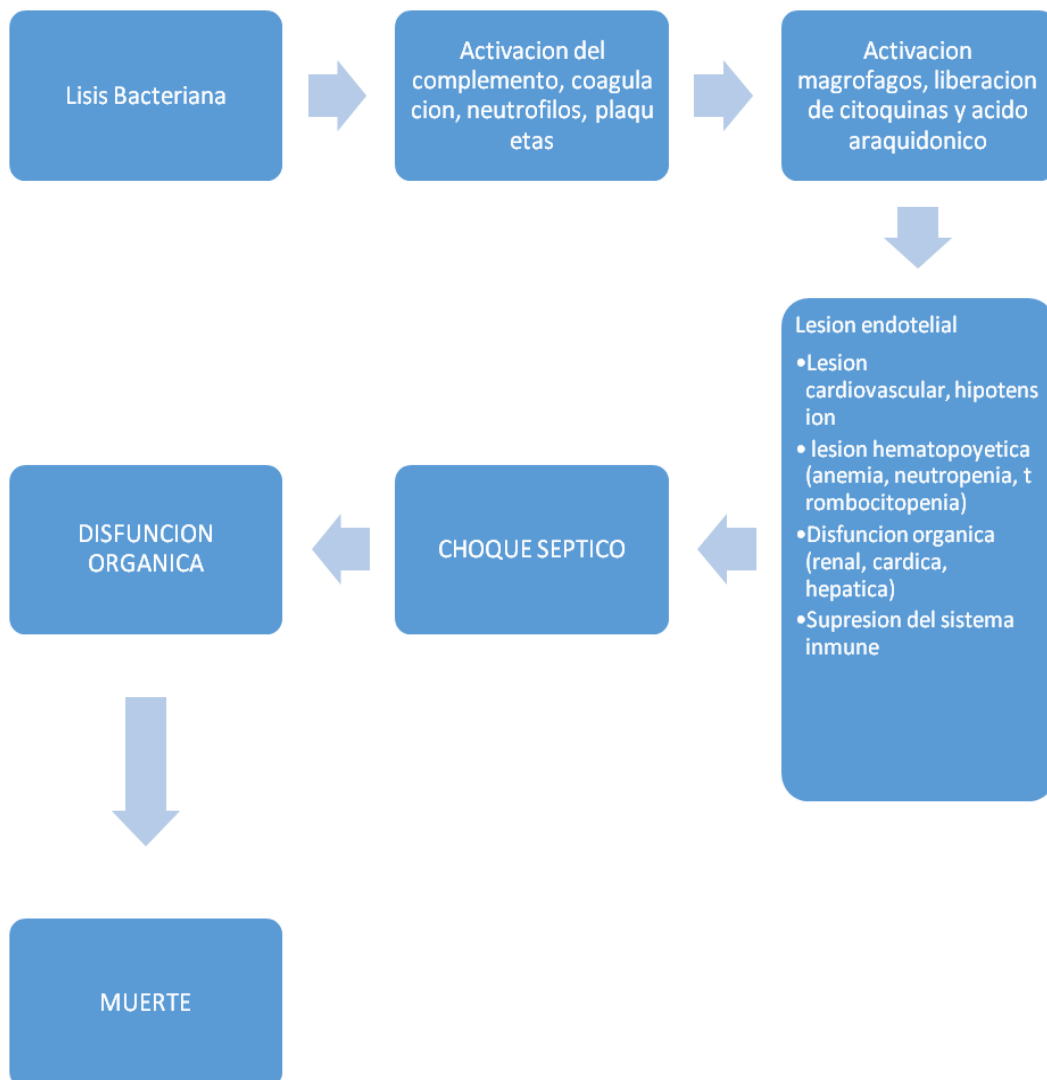 Lisis Bacteriana
Activacion del
complemento, coagula
cion, neutrofilos, plaqu
etas
Activacion
magrofagos, liberacion
de citoquinas y acido
araquidonico
Lesion endotelial
•Lesion
cardiovascular, hipotens
ion
• lesion hematopoyetica
(anemia, neutropenia, t
rombocitopenia)
•Disfuncion organica
(renal, cardica,
hepatica)
•Supresion del sistema
inmune
CHOQUE SEPTICO
DISFUNCION
ORGANICA
MUERTE